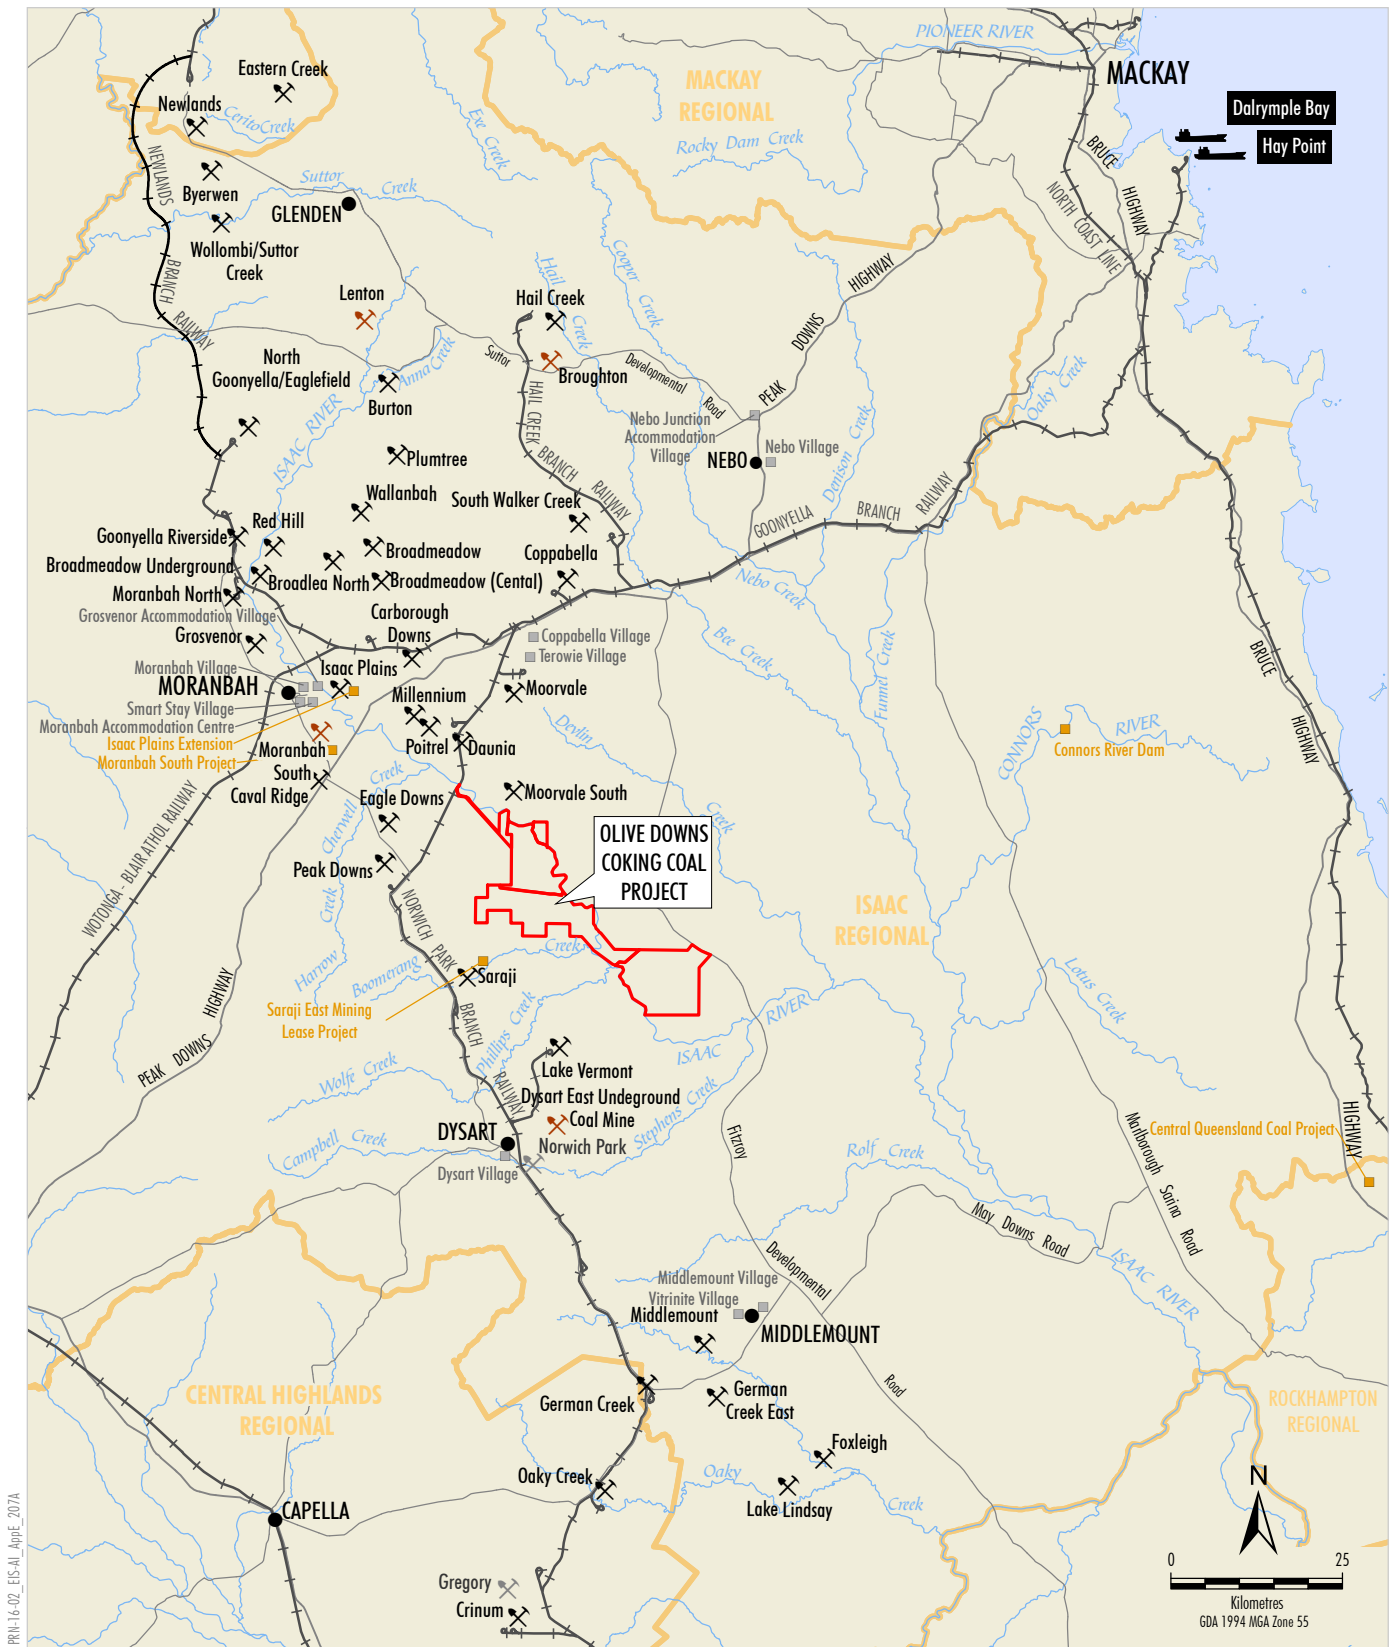 PIONEER RIVER
MACKAY
MACKAY
REGIONAL
Eastern Creek
Newlands
Cerito Creek
Exe Creek
Rocky Dam Creek
Dalrymple Bay
Hay Point
BRUCE
HIGHWAY
NORTH COAST LINE
NEWLANDS
BRANCH
RAILWAY
Byerwen
Suttor
Creek
GLENDEN
Wollombi/Suttor
Creek
Lenton
Hail Creek
Hail
Creek
Cooper Creek
HIGHWAY
DOWNS
PEAK
North
Goonyella/Eaglefield
Anna Creek
Burton
Suttor
Developmental
Road
Broughton
HAIL CREEK
BRANCH
RAILWAY
Nebo Junction
Accommodation
Village
NEBO
Nebo Village
Denison Creek
Oaky Creek
ISAAC RIVER
Plumtree
Wallanbah
South Walker Creek
GOONYELLA
BRANCH
RAILWAY
Red Hill
Goonyella Riverside
Broadmeadow
Coppabella
Broadmeadow Underground
Broadlea North
Broadmeadow (Cental)
Moranbah North
Nebo Creek
Grosvenor Accommodation Village
Carborough
Downs
Grosvenor
Coppabella Village
Terowie Village
Bee Creek
Funnel Creek
BRUCE
HIGHWAY
Moranbah Village
Isaac Plains
MORANBAH
Millennium
Moorvale
Smart Stay Village
Moranbah Accommodation Centre
Isaac Plains Extension
Moranbah South Project
Moranbah
South
Poitrel
Daunia
Devlin
Creek
CONNORS
RIVER
Connors River Dam
Caval Ridge
Cherwell
Creek
Eagle Downs
Moorvale South
OLIVE DOWNS
COKING COAL
PROJECT
WOTONGA - BLAIR ATHOL RAILWAY
Peak Downs
NORWICH PARK
BRANCH
RAILWAY
ISAAC
REGIONAL
Harrow
Creek
Boomerang
Creek
Saraji
Saraji East Mining
Lease Project
Lotus Creek
PEAK DOWNS
HIGHWAY
Phillips Creek
ISAAC
RIVER
Lake Vermont
Wolfe Creek
Dysart East Undeground
Coal Mine
Stephens Creek
DYSART
Norwich Park
Campbell Creek
Dysart Village
Fitzroy
Developmental
Road
Rolf Creek
Marlborough Sarina Road
Central Queensland Coal Project
HIGHWAY
May Downs Road
ISAAC RIVER
Middlemount Village
Vitrinite Village
Middlemount
MIDDLEMOUNT
CENTRAL HIGHLANDS
REGIONAL
German Creek
German
Creek East
ROCKHAMPTON
REGIONAL
Foxleigh
Oaky Creek
Oaky
Creek
Lake Lindsay
CAPELLA
Gregory
Crinum
N
0
25
Kilometres
GDA 1994 MGA Zone 55
PRN-16-02_EIS-AI_AppE_207A